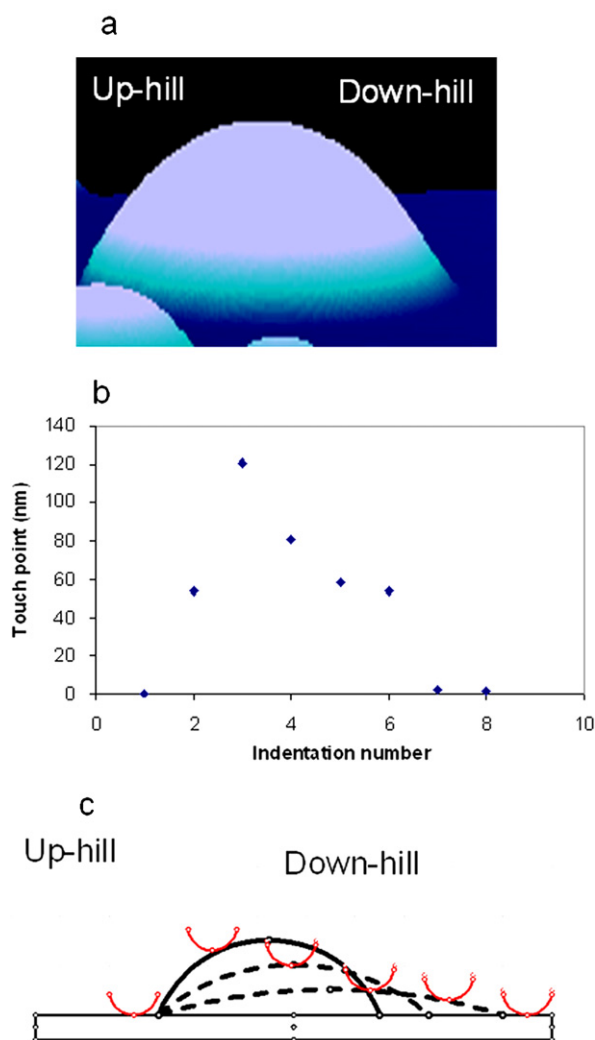 a
Up-hill Down-hill
b
140
120
100
80
60
40
20
0
Touch point (nm)
0 2 4 6 8 10
Indentation number
c
Up-hill
Down-hill